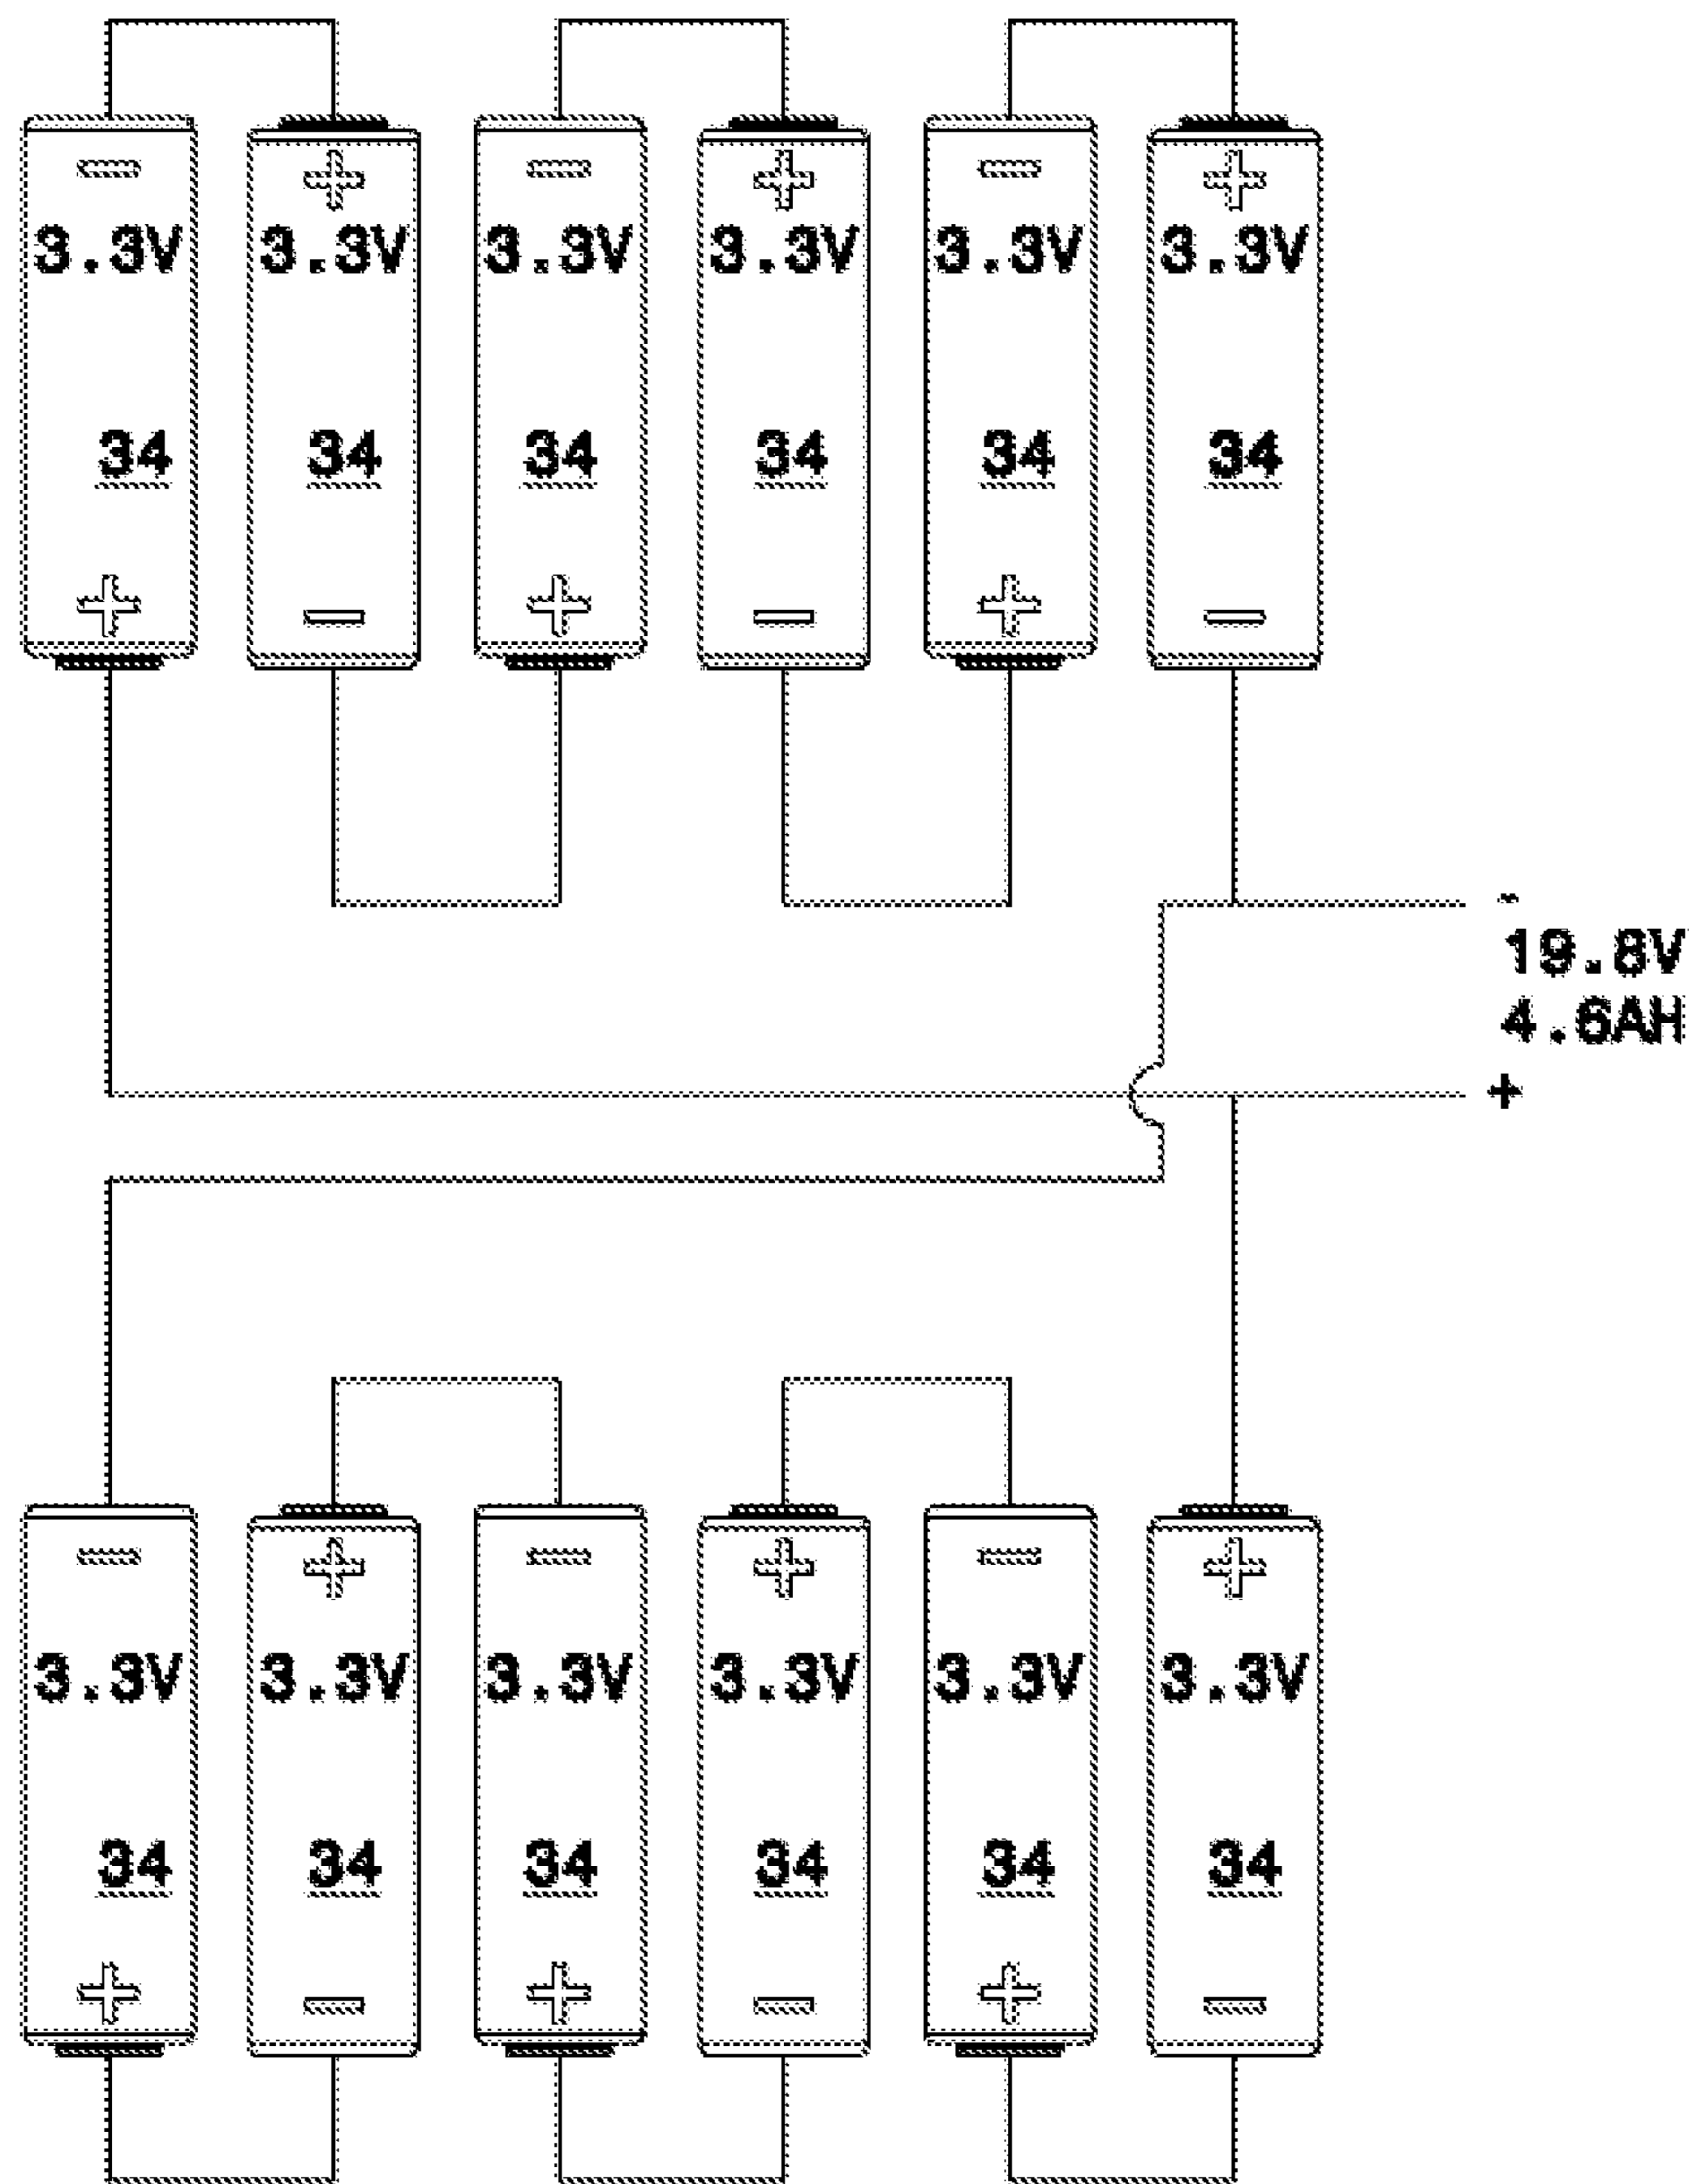 - + - + - +
3.3V 3.3V 3.3V 3.3V 3.3V 3.3V
34 34 34 34 34 34
+ - + - + -
-
19.8V
4.6AH
+
- + - + - +
3.3V 3.3V 3.3V 3.3V 3.3V 3.3V
34 34 34 34 34 34
+ - + - + -